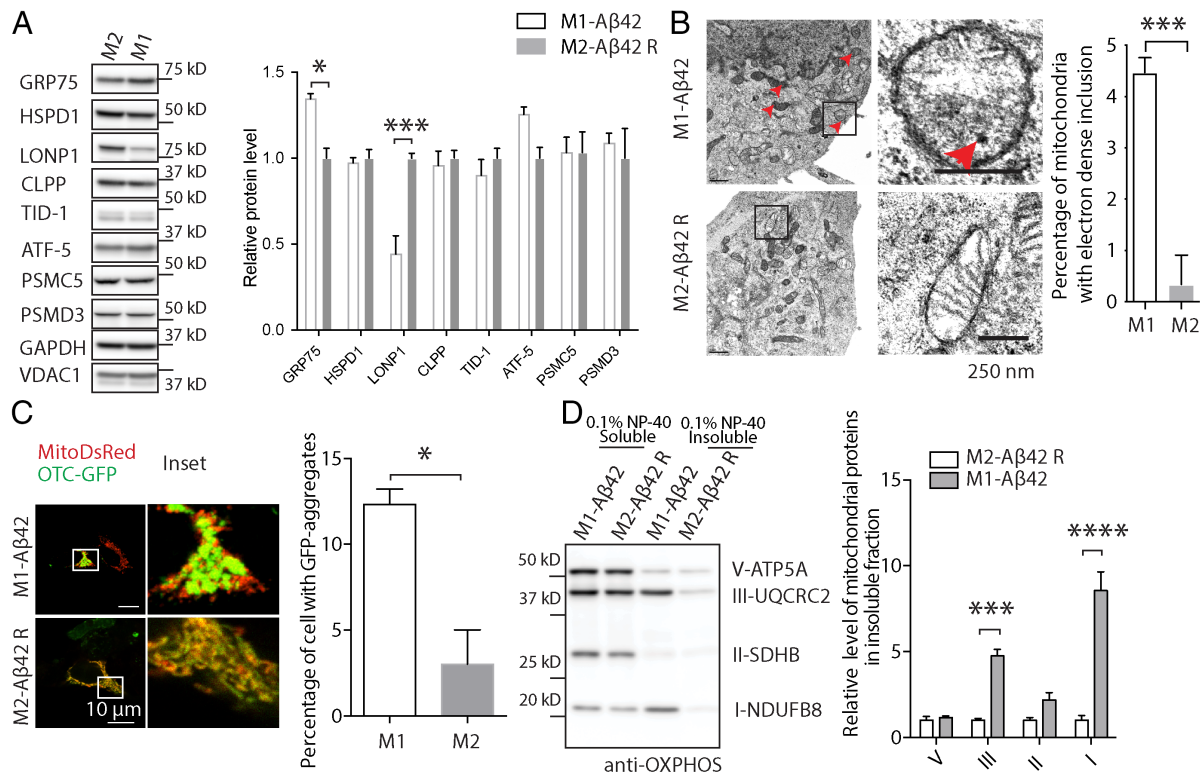 A
M1-Aβ42
M2-Aβ42 R
M2 M1
GRP75
75 kD
HSPD1
50 kD
LONP1
75 kD
CLPP
37 kD
TID-1
50 kD
ATF-5
37 kD
50 kD
PSMC5
PSMD3
50 kD
GAPDH
37 kD
VDAC1
37 kD
Relative protein level
1.5
1.0
0.5
0.0
*
***
GRP75 HSPD1 LONP1 CLPP TID-1 ATF-5 PSMC5 PSMD3
B
M1-Aβ42
M2-Aβ42 R
250 nm
Percentage of mitochondria
with electron dense inclusion
***
5
4
3
2
1
0
M1 M2
C
MitoDsRed
OTC-GFP
Inset
M1-Aβ42
M2-Aβ42 R
10 µm
Percentage of cell with GFP-aggregates
15
10
5
0
*
M1 M2
D
0.1% NP-40
Soluble
0.1% NP-40
Insoluble
M1-Aβ42 M2-Aβ42 R M1-Aβ42 M2-Aβ42 R
50 kD
37 kD
25 kD
20 kD
V-ATP5A
III-UQCRC2
II-SDHB
I-NDUFB8
anti-OXPHOS
M2-Aβ42 R
M1-Aβ42
Relative level of mitochondrial proteins
in insoluble fraction
15
10
5
0
***
****
V III II I